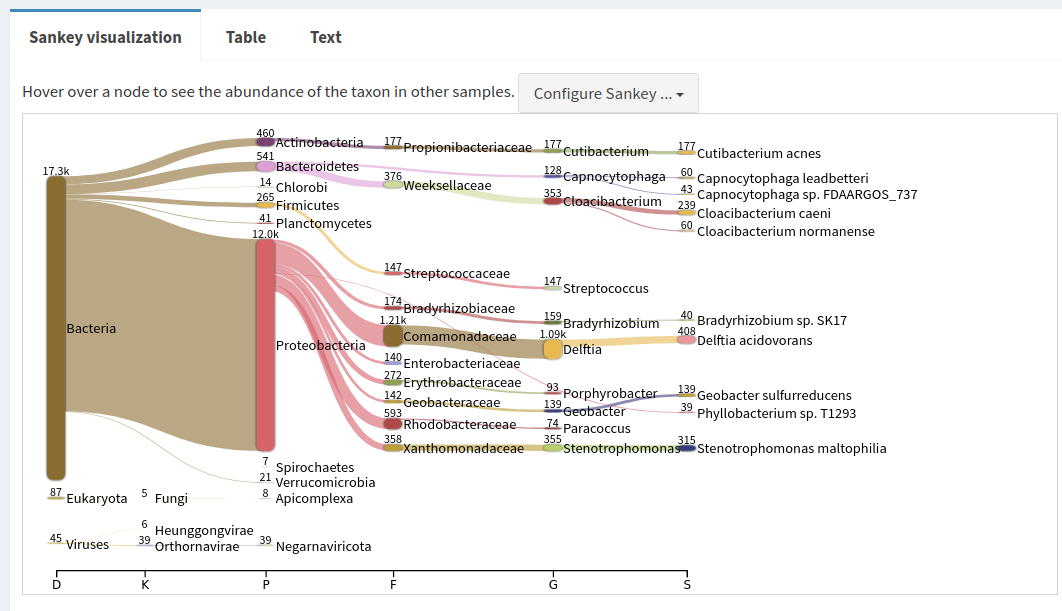 Sankey visualization Table Text
Hover over a node to see the abundance of the taxon in other samples. Configure Sankey ...
17.3k
Bacteria
87
Eukaryota
45
Viruses
5
Fungi
6
Heunggongvirae
39
Orthornavirae
460
Actinobacteria
541
Bacteroidetes
14
Chlorobi
265
Firmicutes
41
Planctomycetes
12.0k
Proteobacteria
7
Spirochaetes
21
Verrucomicrobia
8
Apicomplexa
39
Negarnaviricota
177
Propionibacteriaceae
376
Weeksellaceae
147
Streptococcaceae
174
Bradyrhizobiaceae
1.21k
Comamonadaceae
140
Enterobacteriaceae
272
Erythrobacteraceae
142
Geobacteraceae
593
Rhodobacteraceae
358
Xanthomonadaceae
177
Cutibacterium
128
Capnocytophaga
353
Cloacibacterium
147
Streptococcus
159
Bradyrhizobium
1.09k
Delftia
93
Porphyrobacter
139
Geobacter
74
Paracoccus
355
Stenotrophomonas
177
Cutibacterium acnes
60
Capnocytophaga leadbetteri
43
Capnocytophaga sp. FDAARGOS_737
239
Cloacibacterium caeni
60
Cloacibacterium normanense
40
Bradyrhizobium sp. SK17
408
Delftia acidovorans
139
Geobacter sulfurreducens
39
Phyllobacterium sp. T1293
315
Stenotrophomonas maltophilia
D K P F G S